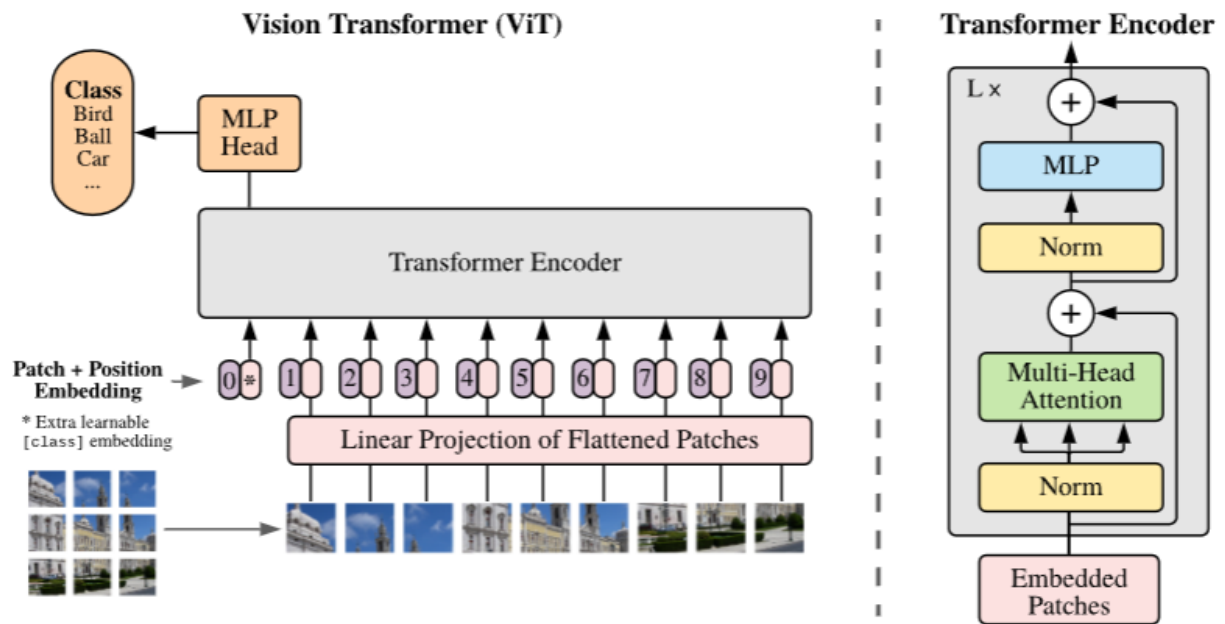 Vision Transformer (ViT)
Class
Bird
Ball
Car
...
MLP
Head
Transformer Encoder
Patch + Position
Embedding
0 * 1 2 3 4 5 6 7 8 9
* Extra learnable
[class] embedding
Linear Projection of Flattened Patches
Transformer Encoder
L ×
+
MLP
Norm
+
Multi-Head
Attention
Norm
Embedded
Patches